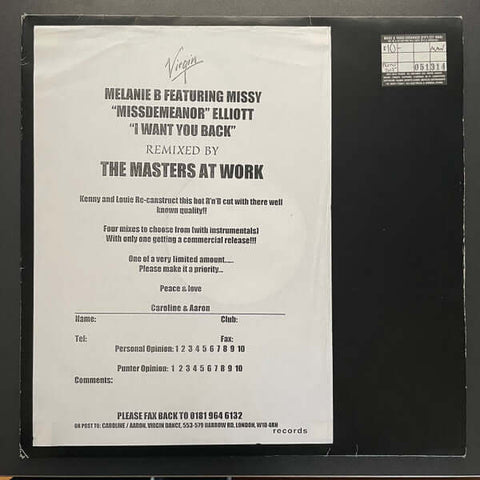 Virgin
MELANIE B FEATURING MISSY
"MISSDEMEANOR" ELLIOTT
"I WANT YOU BACK"
REMIXED BY
THE MASTERS AT WORK
Kenny and Louie Re-canstruct this hot R'n'B cut with there well
known quality!!
Four mixes to choose from (with instrumentals)
With only one getting a commercial release!!!
One of a very limited amount.....
Please make it a priority...
Peace & love
Caroline & Aaron
Name: Club:
Tel: Fax:
Personal Opinion: 1 2 3 4 5 6 7 8 9 10
Punter Opinion: 1 2 3 4 5 6 7 8 9 10
Comments:
PLEASE FAX BACK TO 0181 964 6132
OR POST TO: CAROLINE / AARON, VIRGIN DANCE, 553-579 HARROW RD, LONDON, W10 4RH
records
£10
051314